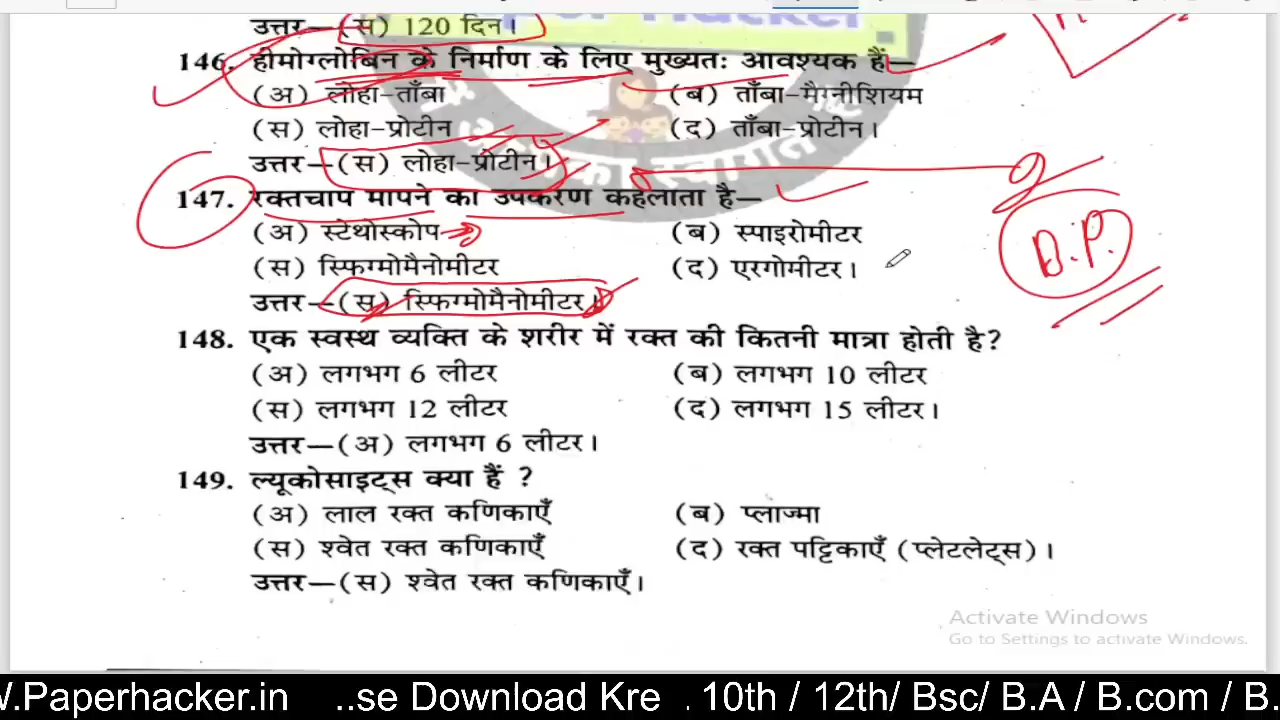 उत्तर—(स) 120 दिन।
146. हीमोग्लोबिन के निर्माण के लिए मुख्यतः आवश्यक हैं—
(अ) लोहा-ताँबा (ब) ताँबा-मैग्नीशियम
(स) लोहा-प्रोटीन (द) ताँबा-प्रोटीन।
उत्तर—(स) लोहा-प्रोटीन।
147. रक्तचाप मापने का उपकरण कहलाता है—
(अ) स्टेथोस्कोप (ब) स्पाइरोमीटर
(स) स्फिग्मोमैनोमीटर (द) एरगोमीटर।
उत्तर—(स) स्फिग्मोमैनोमीटर।
B.P.
148. एक स्वस्थ व्यक्ति के शरीर में रक्त की कितनी मात्रा होती है?
(अ) लगभग 6 लीटर (ब) लगभग 10 लीटर
(स) लगभग 12 लीटर (द) लगभग 15 लीटर।
उत्तर—(अ) लगभग 6 लीटर।
149. ल्यूकोसाइट्स क्या हैं ?
(अ) लाल रक्त कणिकाएँ (ब) प्लाज्मा
(स) श्वेत रक्त कणिकाएँ (द) रक्त पट्टिकाएँ (प्लेटलेट्स)।
उत्तर—(स) श्वेत रक्त कणिकाएँ।
Activate Windows
Go to Settings to activate Windows.
V.Paperhacker.in ..se Download Kre . 10th / 12th/ Bsc/ B.A / B.com / B.